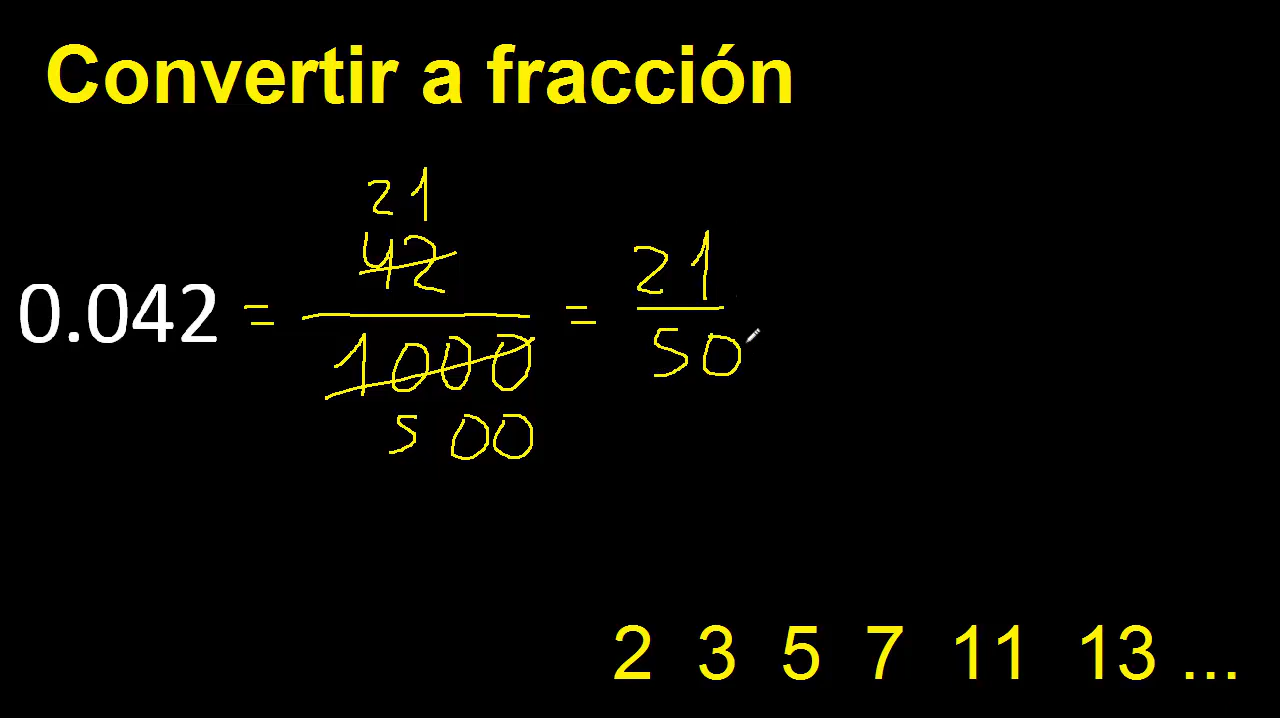 Convertir a fracción
0.042 = 42/1000 = 21/50
21
500
2 3 5 7 11 13 ...